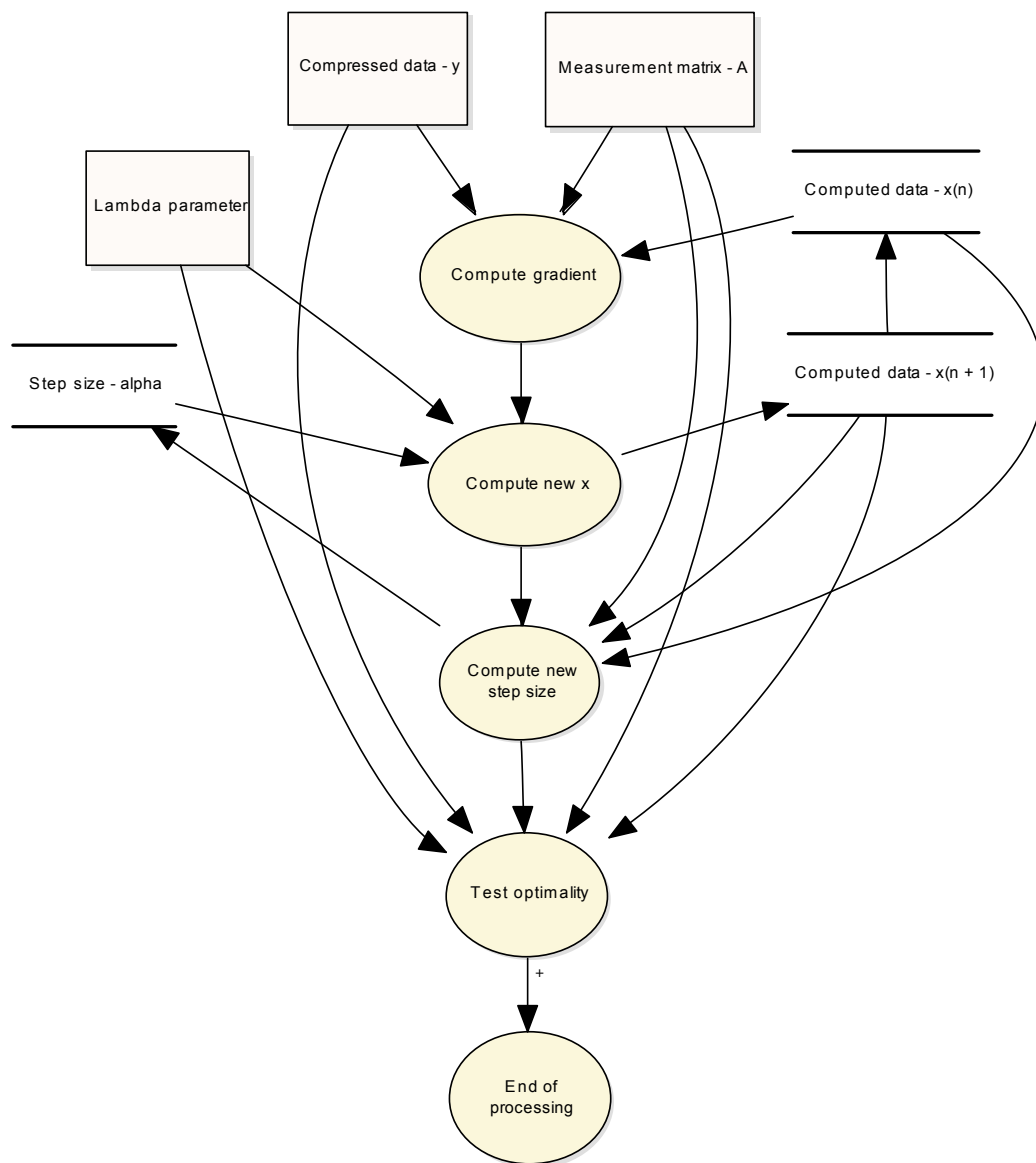 Compressed data - y
Measurement matrix - A
Lambda parameter
Computed data - x(n)
Compute gradient
Step size - alpha
Computed data - x(n + 1)
Compute new x
Compute new
step size
Test optimality
+
End of
processing